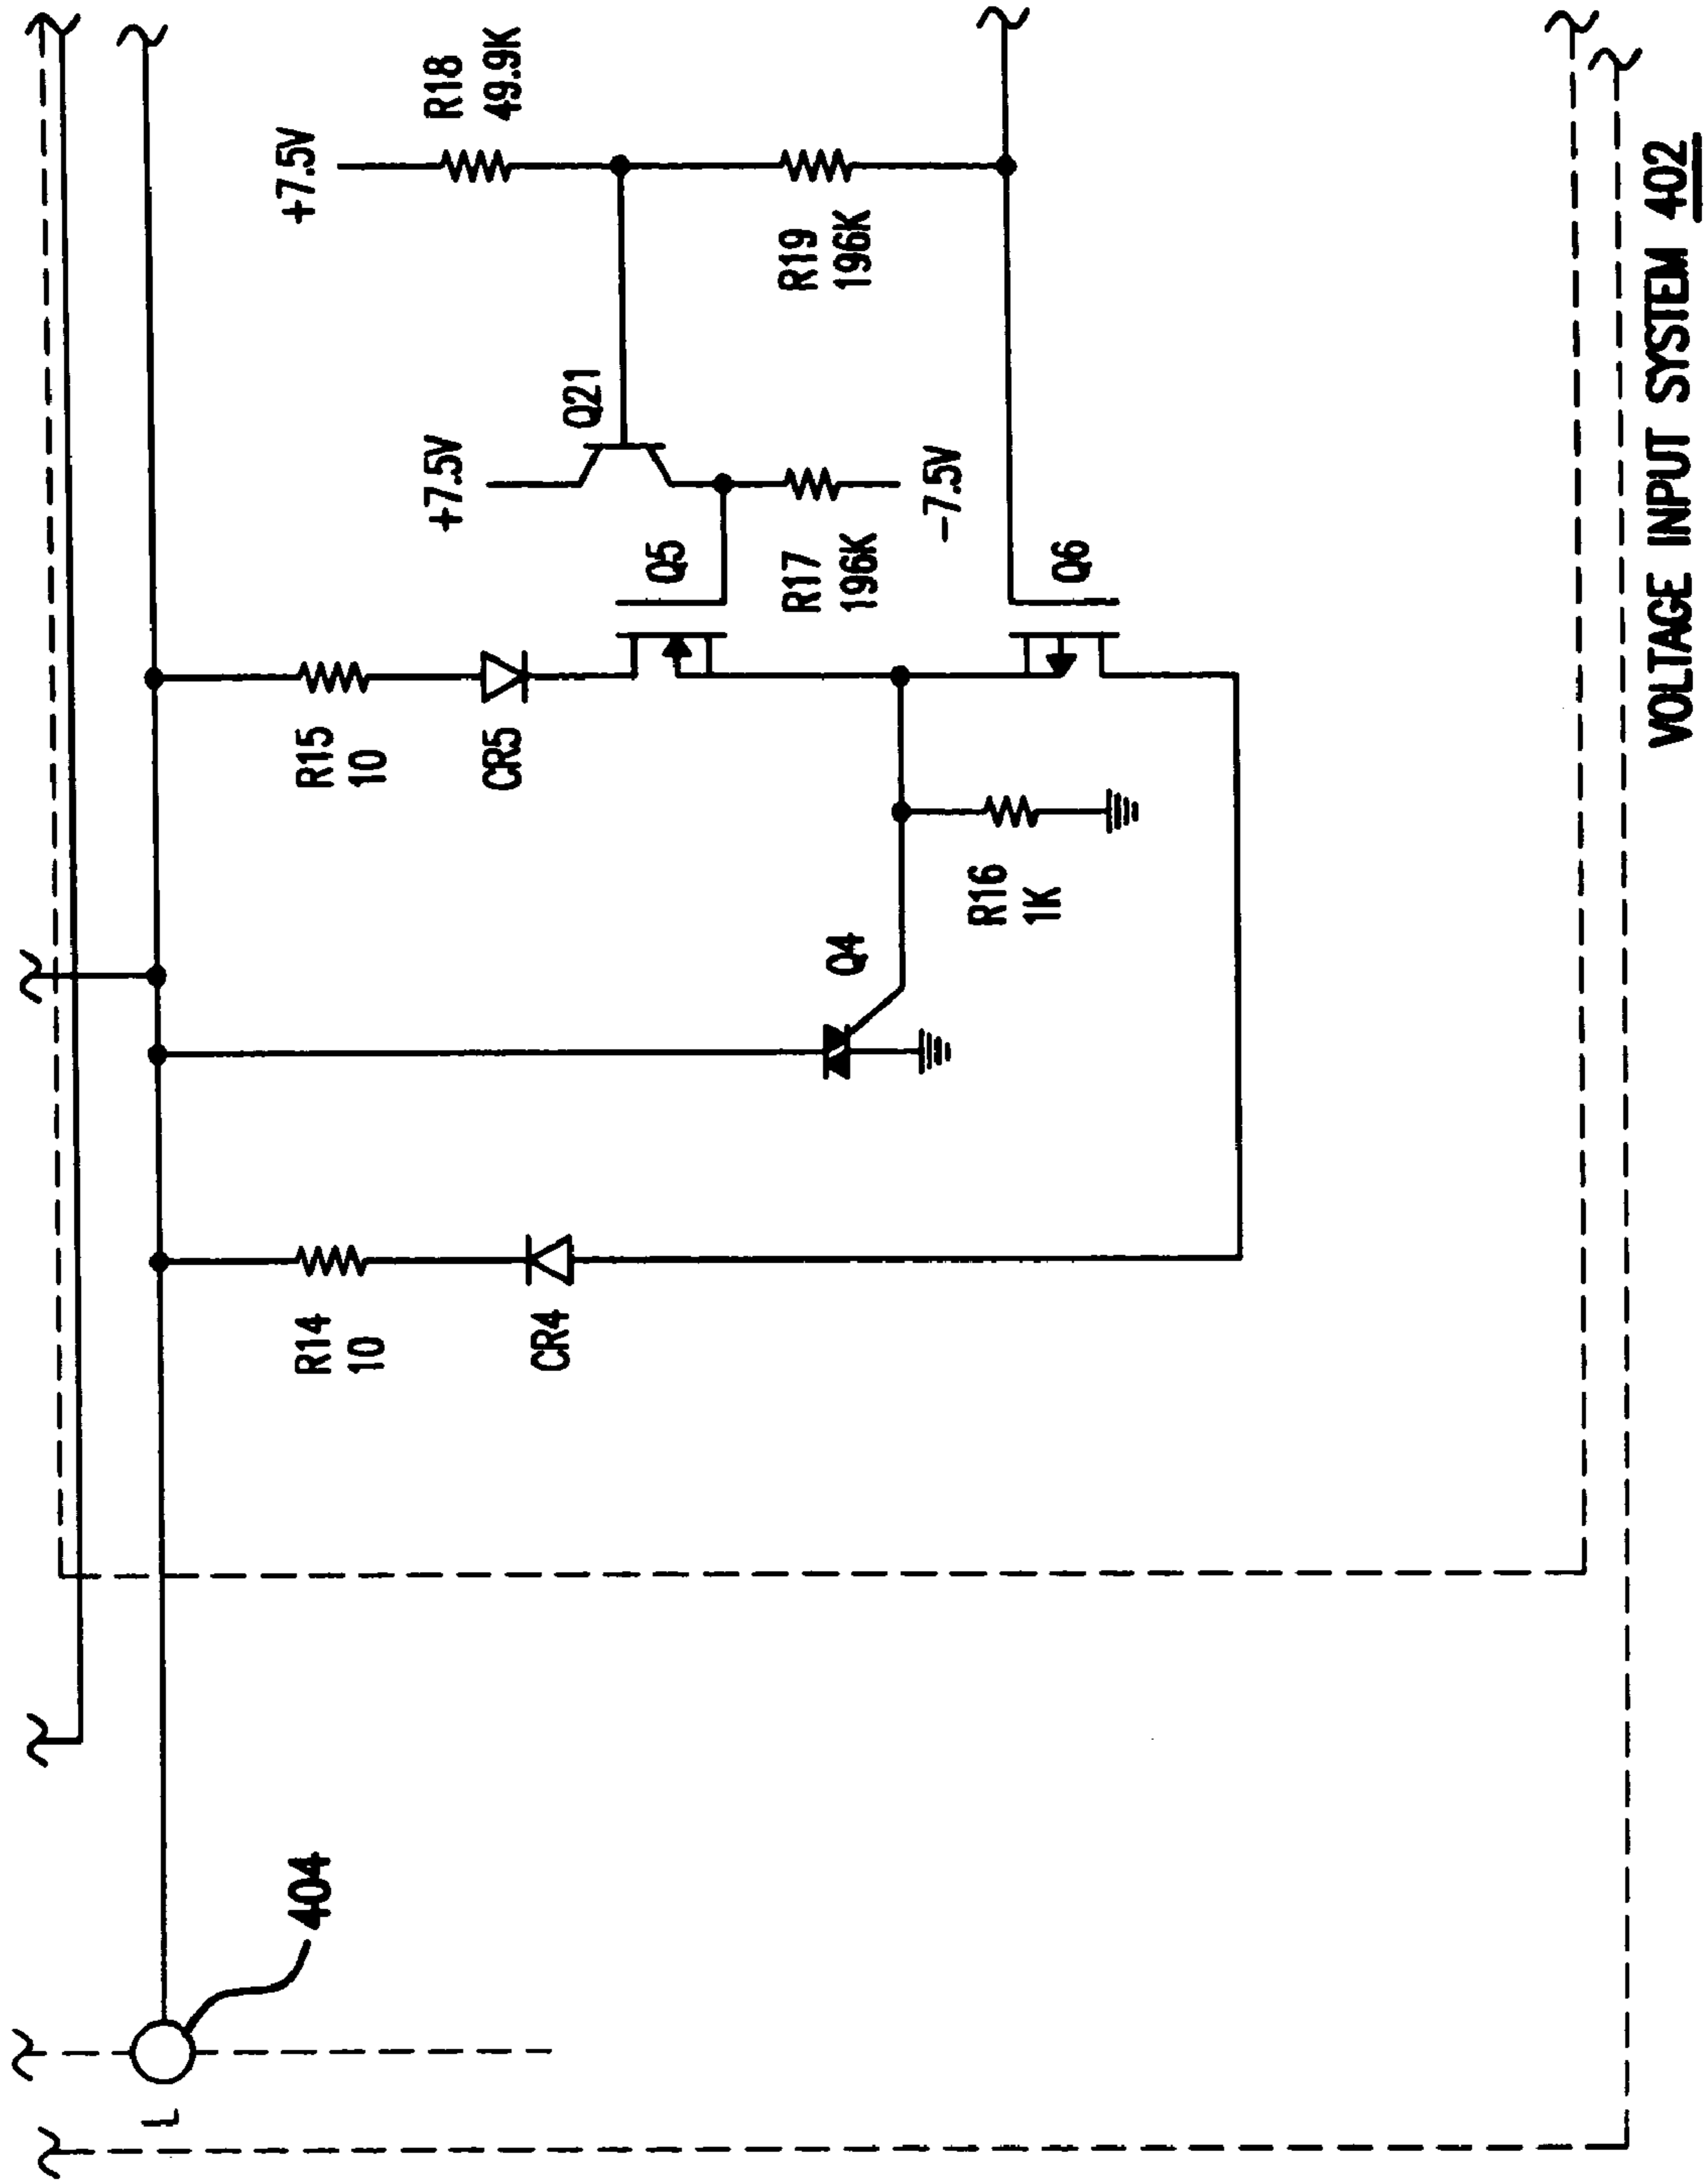 +7.5V
R18
49.9K
+7.5V
Q21
R19
196K
R15
10
CR5
Q5
R17
196K
-7.5V
Q6
Q4
R16
1K
R14
10
CR4
L
404
VOLTAGE INPUT SYSTEM 402